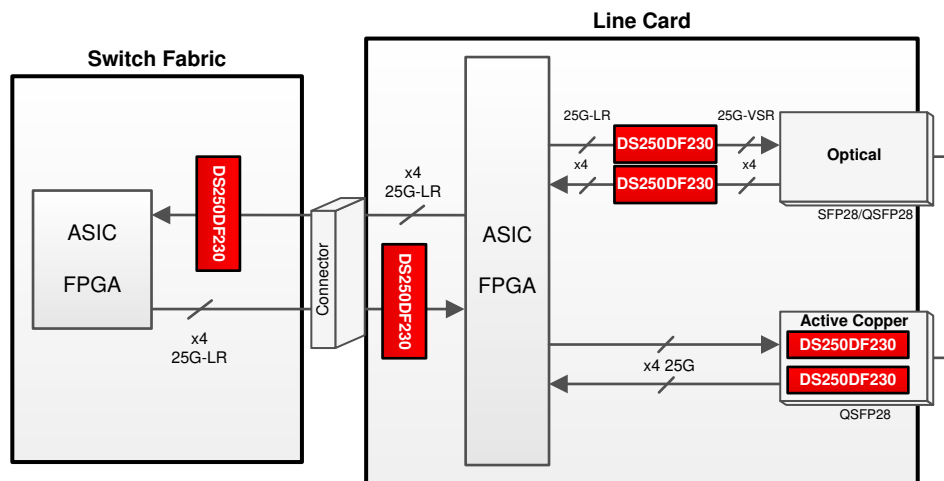 Line Card
Switch Fabric
ASIC
FPGA
DS250DF230
x4
25G-LR
Connector
x4
25G-LR
DS250DF230
ASIC
FPGA
25G-LR
DS250DF230
25G-VSR
x4
DS250DF230
x4
Optical
SFP28/QSFP28
x4 25G
Active Copper
DS250DF230
DS250DF230
QSFP28